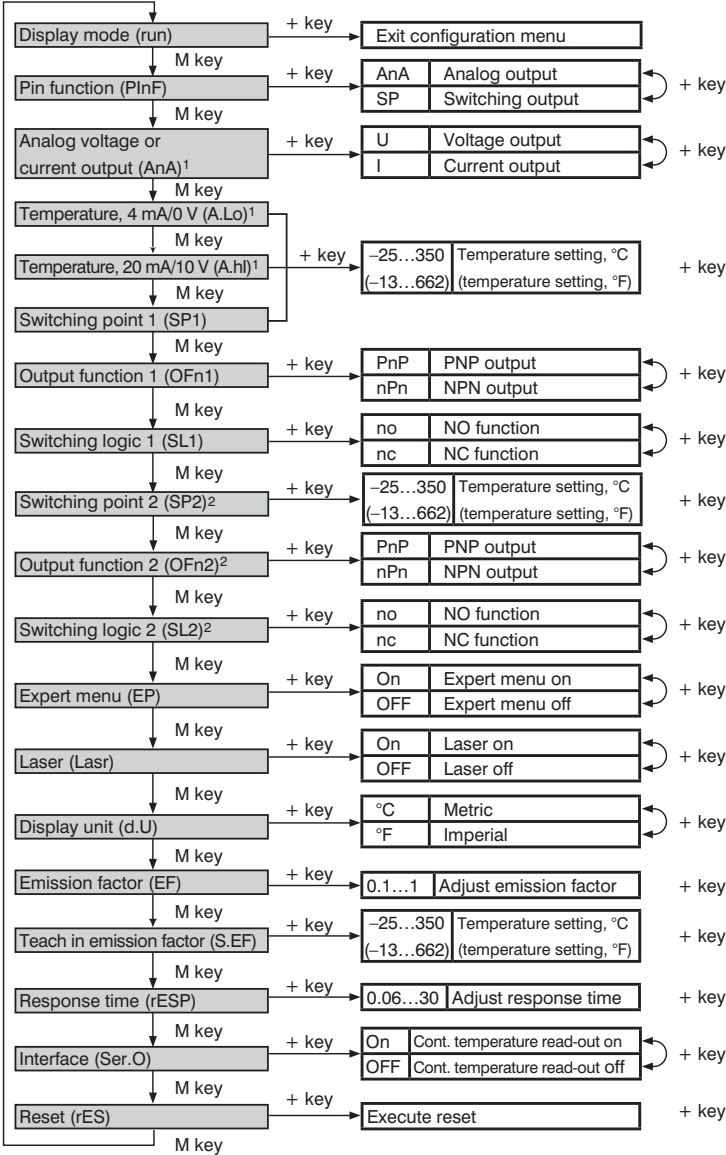 Display mode (run) + key Exit configuration menu
M key
Pin function (PInF) + key AnA Analog output + key
SP Switching output
M key
Analog voltage or + key U Voltage output + key
current output (AnA)1 I Current output
M key
Temperature, 4 mA/0 V (A.Lo)1
M key
Temperature, 20 mA/10 V (A.hI)1 + key −25…350 Temperature setting, °C + key
(−13…662) (temperature setting, °F)
M key
Switching point 1 (SP1)
M key
Output function 1 (OFn1) + key PnP PNP output + key
nPn NPN output
M key
Switching logic 1 (SL1) + key no NO function + key
nc NC function
M key
Switching point 2 (SP2)2 + key −25…350 Temperature setting, °C + key
(−13…662) (temperature setting, °F)
M key
Output function 2 (OFn2)2 + key PnP PNP output + key
nPn NPN output
M key
Switching logic 2 (SL2)2 + key no NO function + key
nc NC function
M key
Expert menu (EP) + key On Expert menu on + key
OFF Expert menu off
M key
Laser (Lasr) + key On Laser on + key
OFF Laser off
M key
Display unit (d.U) + key °C Metric + key
°F Imperial
M key
Emission factor (EF) + key 0.1…1 Adjust emission factor + key
M key
Teach in emission factor (S.EF) + key −25…350 Temperature setting, °C + key
(−13…662) (temperature setting, °F)
M key
Response time (rESP) + key 0.06…30 Adjust response time + key
M key
Interface (Ser.O) + key On Cont. temperature read-out on + key
OFF Cont. temperature read-out off
M key
Reset (rES) + key Execute reset + key
M key